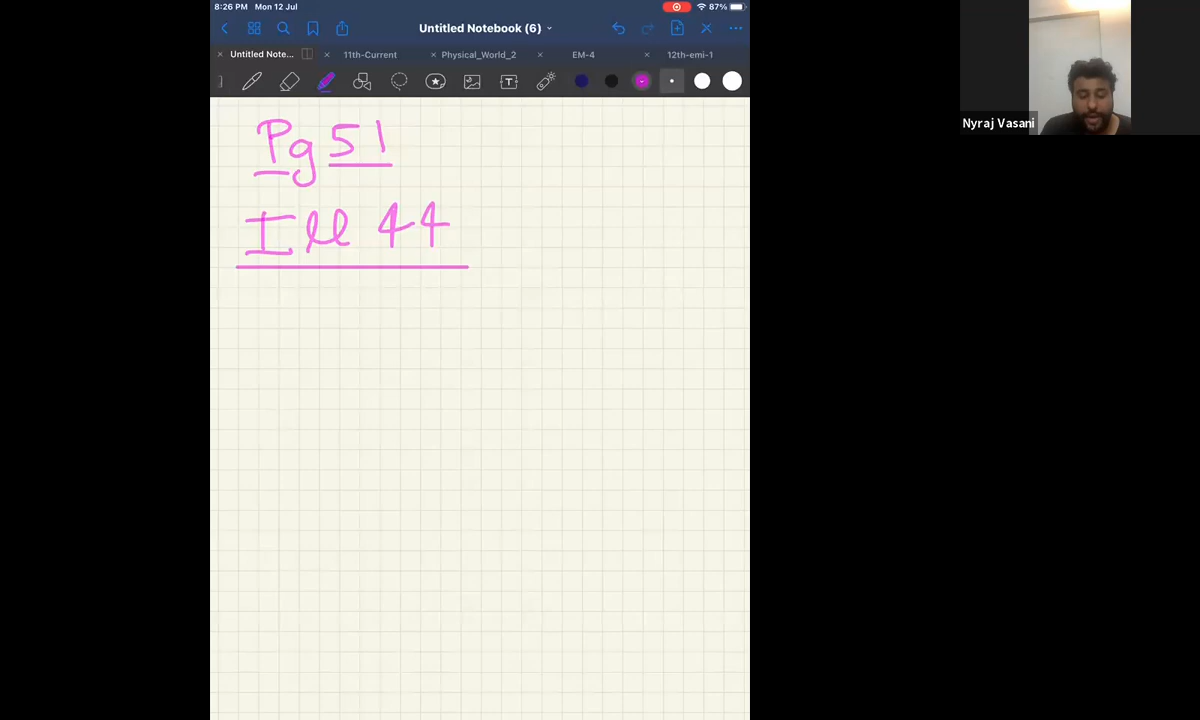 8:26 PM Mon 12 Jul 87%
Untitled Notebook (6)
Untitled Note... 11th-Current Physical_World_2 EM-4 12th-emi-1
Pg 51
Ill 44
Nyraj Vasani